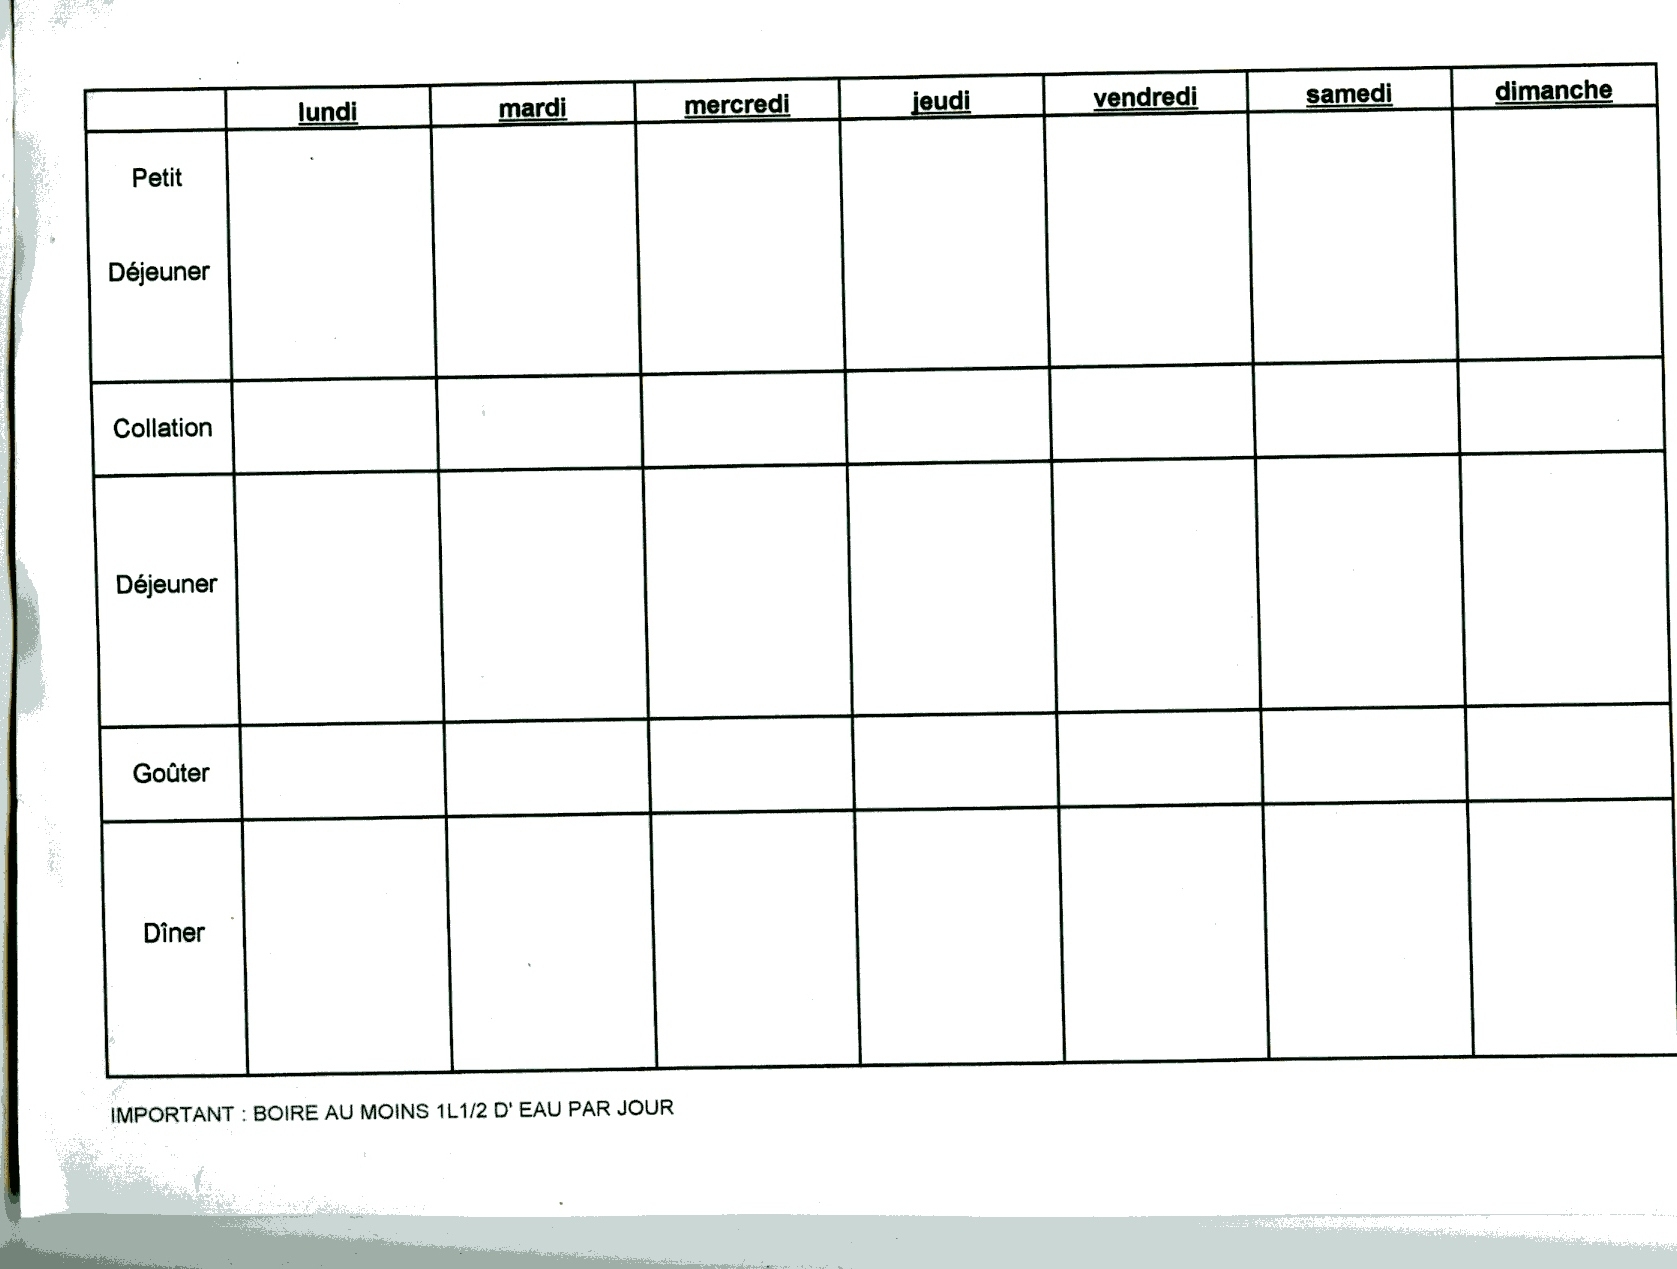 lundi mardi mercredi jeudi vendredi samedi dimanche
Petit
Déjeuner
Collation
Déjeuner
Goûter
Dîner
IMPORTANT : BOIRE AU MOINS 1L1/2 D' EAU PAR JOUR